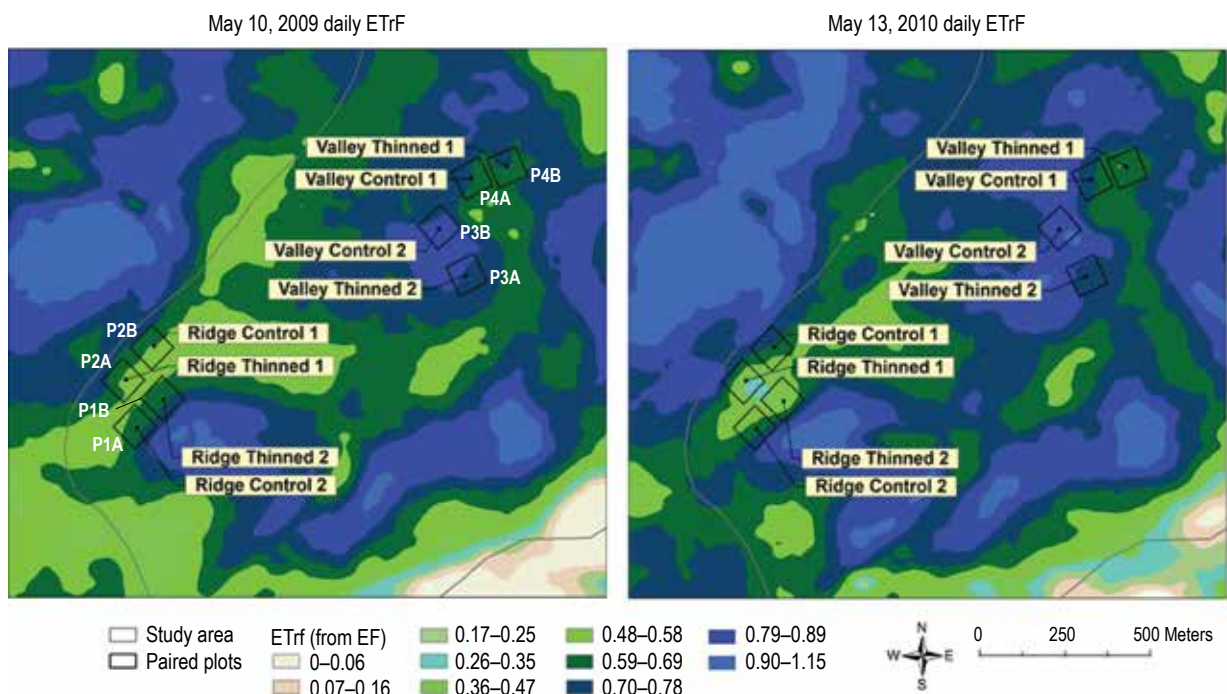 May 10, 2009 daily ETrF
May 13, 2010 daily ETrF
Valley Thinned 1
Valley Control 1
P4B
P4A
P3B
Valley Control 2
Valley Thinned 2
P3A
P2B
Ridge Control 1
P2A
Ridge Thinned 1
P1B
P1A
Ridge Thinned 2
Ridge Control 2
Valley Thinned 1
Valley Control 1
Valley Control 2
Valley Thinned 2
Ridge Control 1
Ridge Thinned 1
Ridge Thinned 2
Ridge Control 2
Study area
Paired plots
ETrf (from EF)
0–0.06
0.07–0.16
0.17–0.25
0.26–0.35
0.36–0.47
0.48–0.58
0.59–0.69
0.70–0.78
0.79–0.89
0.90–1.15
N
W E
S
0 250 500 Meters